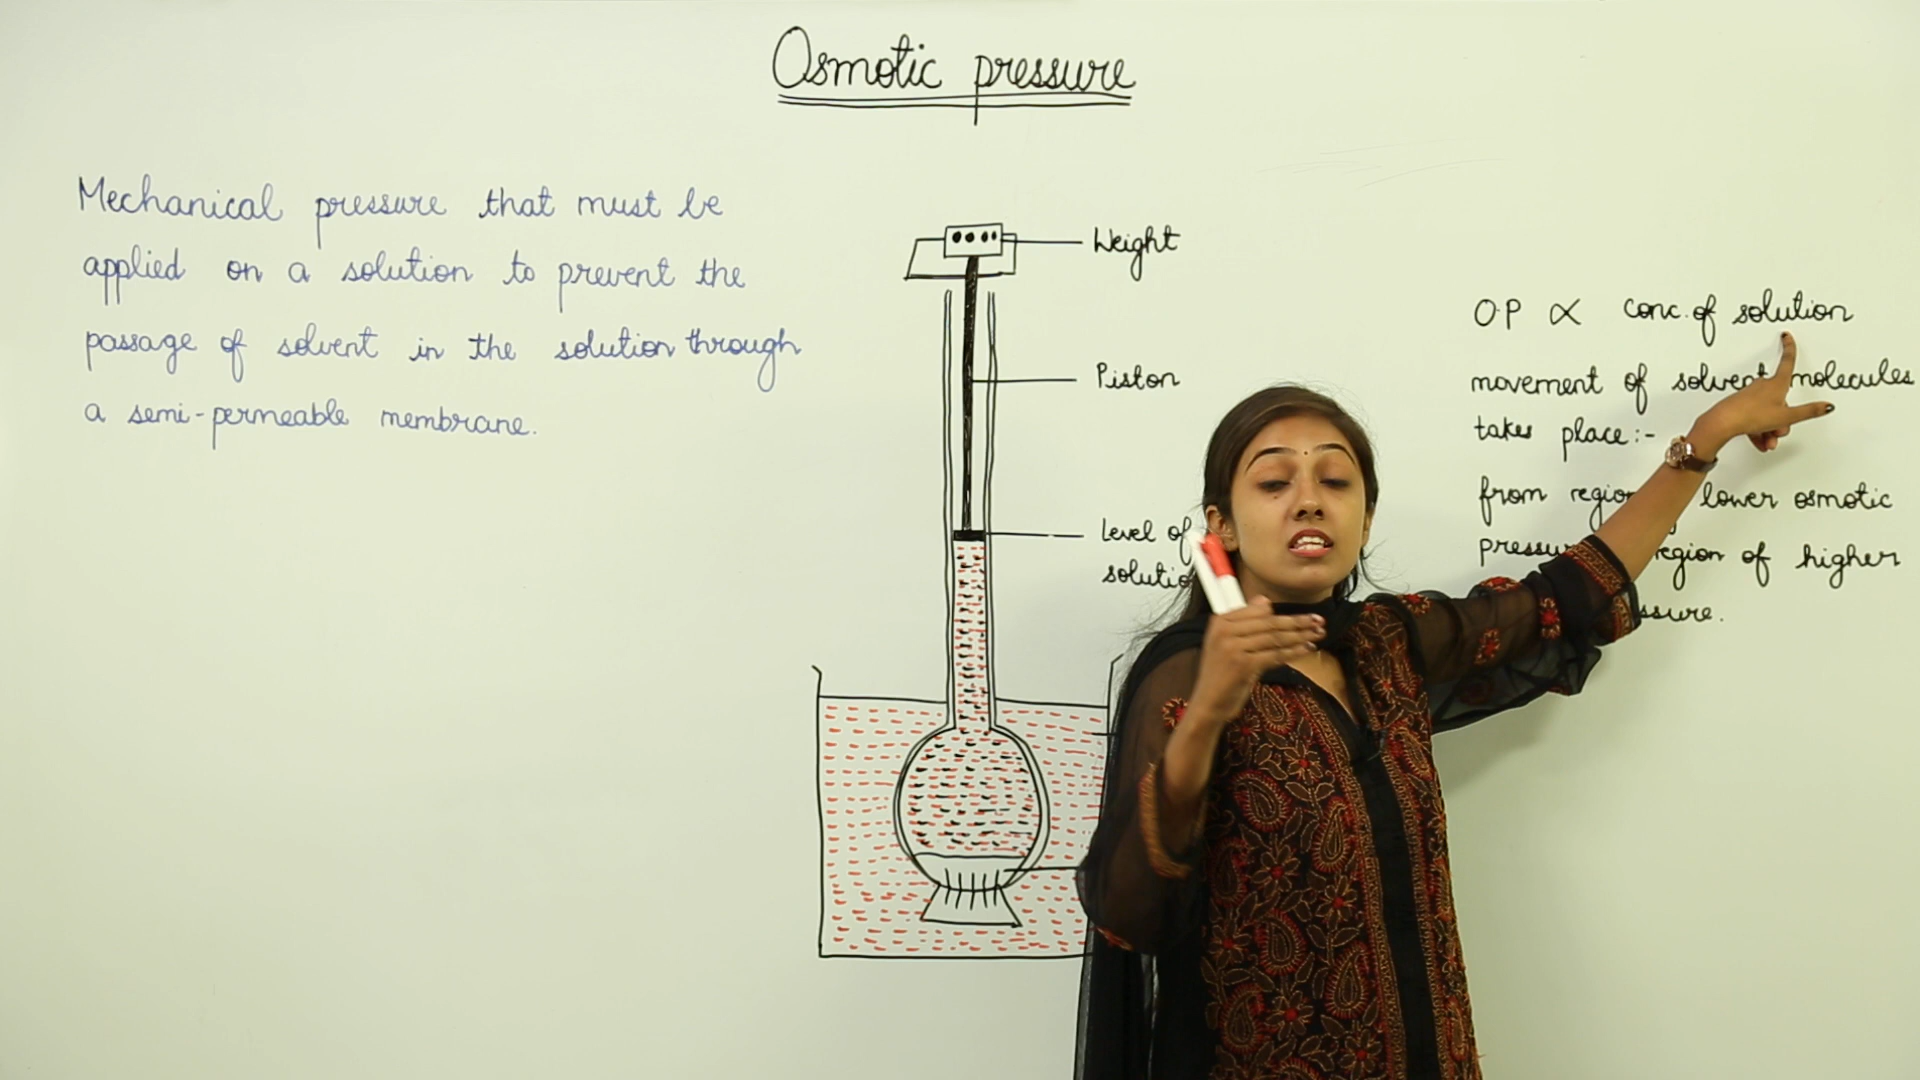 Osmotic pressure
Mechanical pressure that must be
applied on a solution to prevent the
passage of solvent in the solution through
a semi-permeable membrane.
Weight
Piston
Level of
O.P ∝ conc. of solution
movement of solvent molecules
takes place:-
from lower osmotic
region of higher